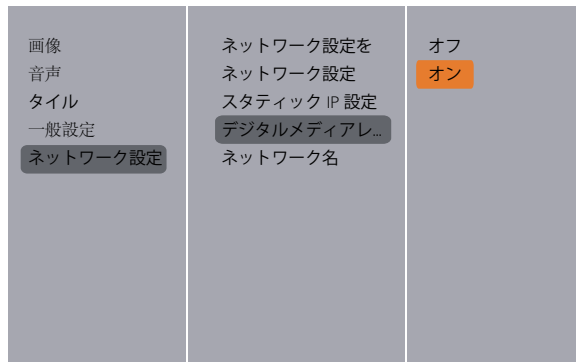 画像
音声
タイル
一般設定
ネットワーク設定
ネットワーク設定を
ネットワーク設定
スタティック IP 設定
デジタルメディアレ...
ネットワーク名
オフ
オン